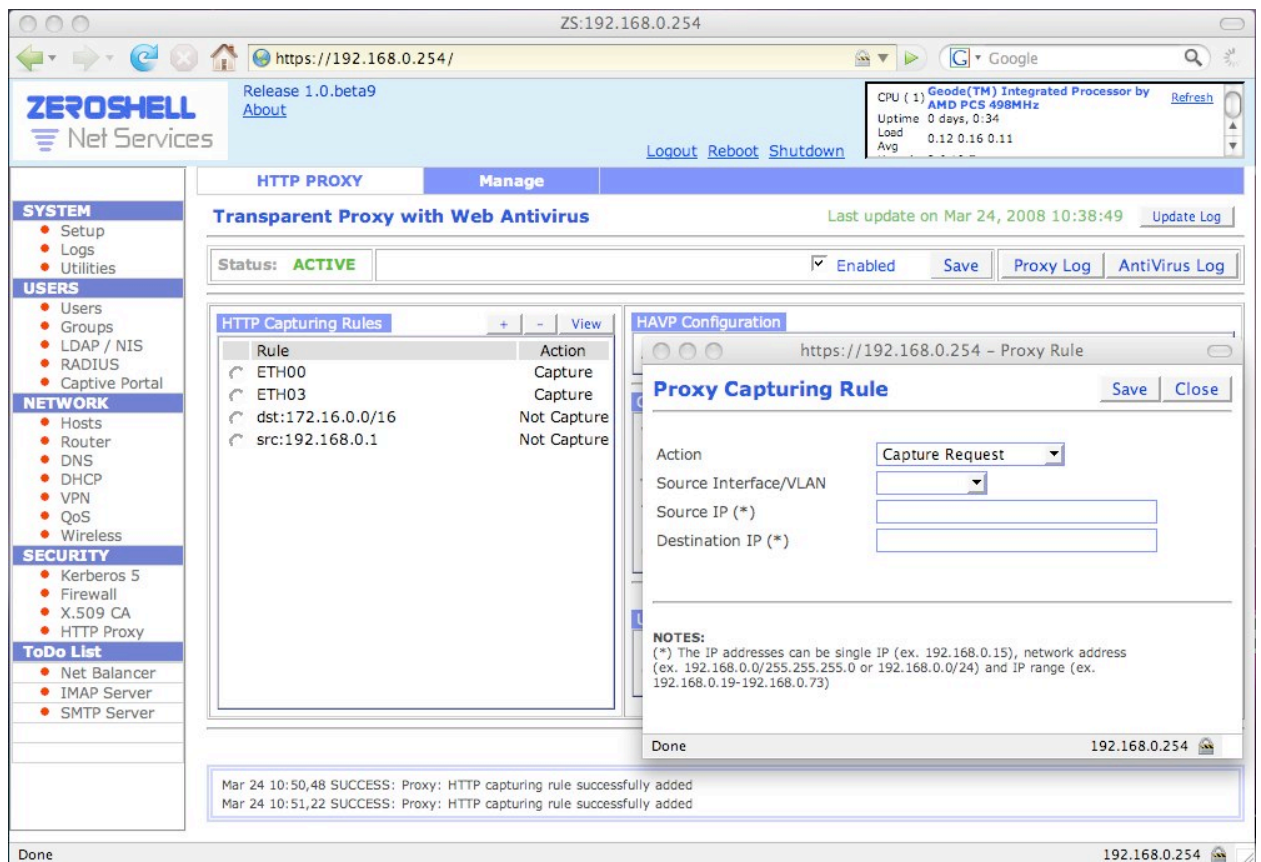 ZS:192.168.0.254
https://192.168.0.254/
G Google
ZEROSHELL
Net Services
Release 1.0.beta9
About
Logout Reboot Shutdown
CPU ( 1) Geode(TM) Integrated Processor by AMD PCS 498MHz
Refresh
Uptime 0 days, 0:34
Load Avg 0.12 0.16 0.11
HTTP PROXY Manage
SYSTEM
Setup
Logs
Utilities
USERS
Users
Groups
LDAP / NIS
RADIUS
Captive Portal
NETWORK
Hosts
Router
DNS
DHCP
VPN
QoS
Wireless
SECURITY
Kerberos 5
Firewall
X.509 CA
HTTP Proxy
ToDo List
Net Balancer
IMAP Server
SMTP Server
Transparent Proxy with Web Antivirus
Last update on Mar 24, 2008 10:38:49 Update Log
Status: ACTIVE
Enabled Save Proxy Log AntiVirus Log
HTTP Capturing Rules + - View
Rule Action
ETH00 Capture
ETH03 Capture
dst:172.16.0.0/16 Not Capture
src:192.168.0.1 Not Capture
HAVP Configuration
https://192.168.0.254 – Proxy Rule
Proxy Capturing Rule Save Close
Action Capture Request
Source Interface/VLAN
Source IP (*)
Destination IP (*)
NOTES:
(*) The IP addresses can be single IP (ex. 192.168.0.15), network address
(ex. 192.168.0.0/255.255.255.0 or 192.168.0.0/24) and IP range (ex.
192.168.0.19-192.168.0.73)
Done 192.168.0.254
Mar 24 10:50,48 SUCCESS: Proxy: HTTP capturing rule successfully added
Mar 24 10:51,22 SUCCESS: Proxy: HTTP capturing rule successfully added
Done 192.168.0.254